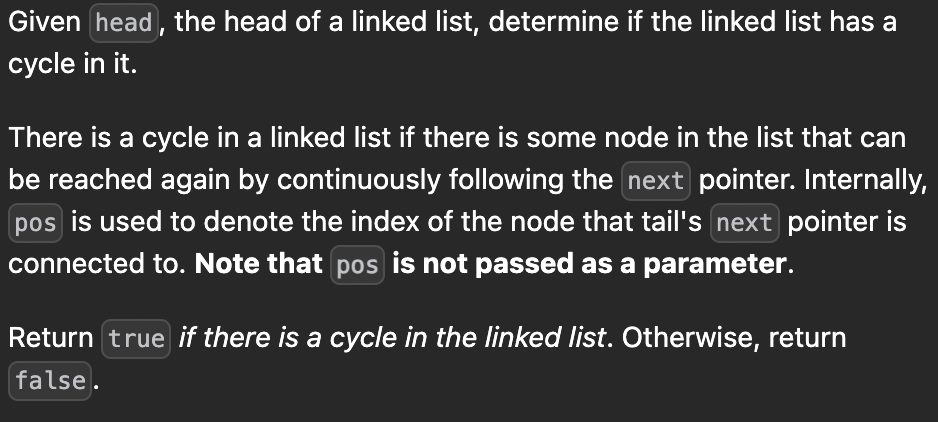 Given head, the head of a linked list, determine if the linked list has a
cycle in it.
There is a cycle in a linked list if there is some node in the list that can
be reached again by continuously following the next pointer. Internally,
pos is used to denote the index of the node that tail's next pointer is
connected to. Note that pos is not passed as a parameter.
Return true if there is a cycle in the linked list. Otherwise, return
false.